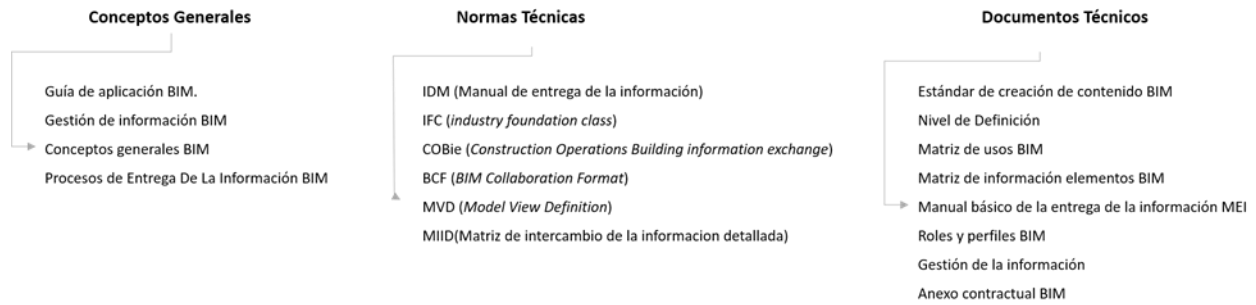 Conceptos Generales
Guía de aplicación BIM.
Gestión de información BIM
Conceptos generales BIM
Procesos de Entrega De La Información BIM
Normas Técnicas
IDM (Manual de entrega de la información)
IFC (industry foundation class)
COBie (Construction Operations Building information exchange)
BCF (BIM Collaboration Format)
MVD (Model View Definition)
MIID(Matriz de intercambio de la informacion detallada)
Documentos Técnicos
Estándar de creación de contenido BIM
Nivel de Definición
Matriz de usos BIM
Matriz de información elementos BIM
Manual básico de la entrega de la información MEI
Roles y perfiles BIM
Gestión de la información
Anexo contractual BIM